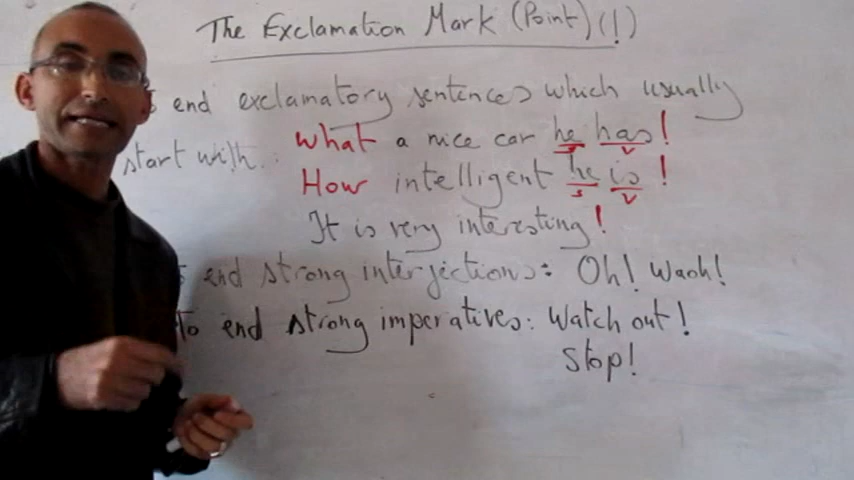 The Exclamation Mark (Point) (!)
end exclamatory sentences which usually
start with: What a nice car he has!
s v
How intelligent he is!
s v
It is very interesting!
end strong interjections: Oh! Waoh!
To end strong imperatives: Watch out!
Stop!